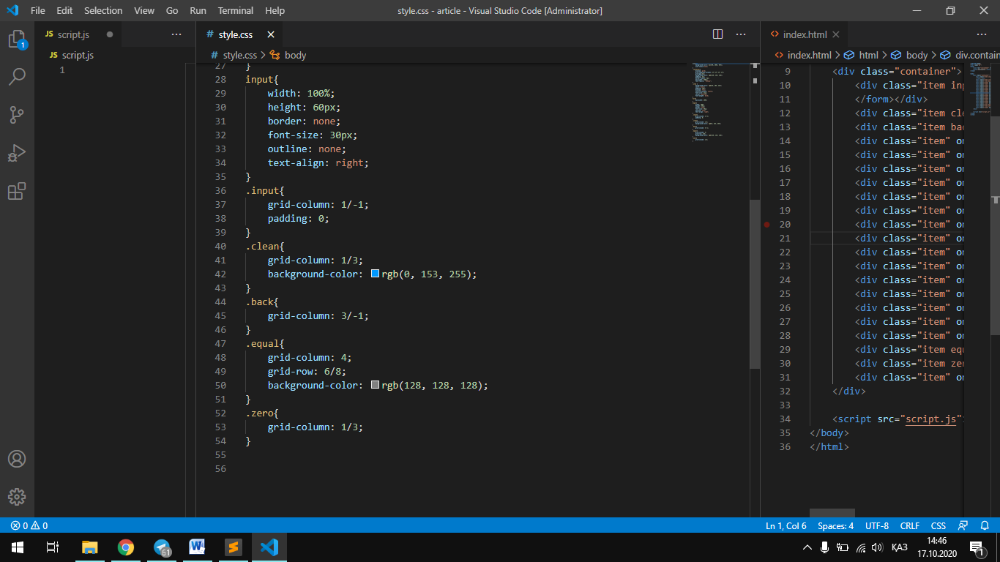 File Edit Selection View Go Run Terminal Help
style.css - article - Visual Studio Code [Administrator]
JS script.js
JS script.js
1
# style.css
# style.css > body
27 }
28 input{
29 width: 100%;
30 height: 60px;
31 border: none;
32 font-size: 30px;
33 outline: none;
34 text-align: right;
35 }
36 .input{
37 grid-column: 1/-1;
38 padding: 0;
39 }
40 .clean{
41 grid-column: 1/3;
42 background-color: rgb(0, 153, 255);
43 }
44 .back{
45 grid-column: 3/-1;
46 }
47 .equal{
48 grid-column: 4;
49 grid-row: 6/8;
50 background-color: rgb(128, 128, 128);
51 }
52 .zero{
53 grid-column: 1/3;
54 }
55
56
<> index.html
<> index.html > html > body > div.contain
9 <div class="container">
10 <div class="item inp
11 </form></div>
12 <div class="item cle
13 <div class="item bac
14 <div class="item" on
15 <div class="item" on
16 <div class="item" on
17 <div class="item" on
18 <div class="item" on
19 <div class="item" on
20 <div class="item" on
21 <div class="item" on
22 <div class="item" on
23 <div class="item" on
24 <div class="item" on
25 <div class="item" on
26 <div class="item" on
27 <div class="item" on
28 <div class="item" on
29 <div class="item equ
30 <div class="item zer
31 <div class="item" on
32 </div>
33
34 <script src="script.js">
35 </body>
36 </html>
1
0 0
Ln 1, Col 6 Spaces: 4 UTF-8 CRLF CSS
61
ҚАЗ
14:46
17.10.2020
1